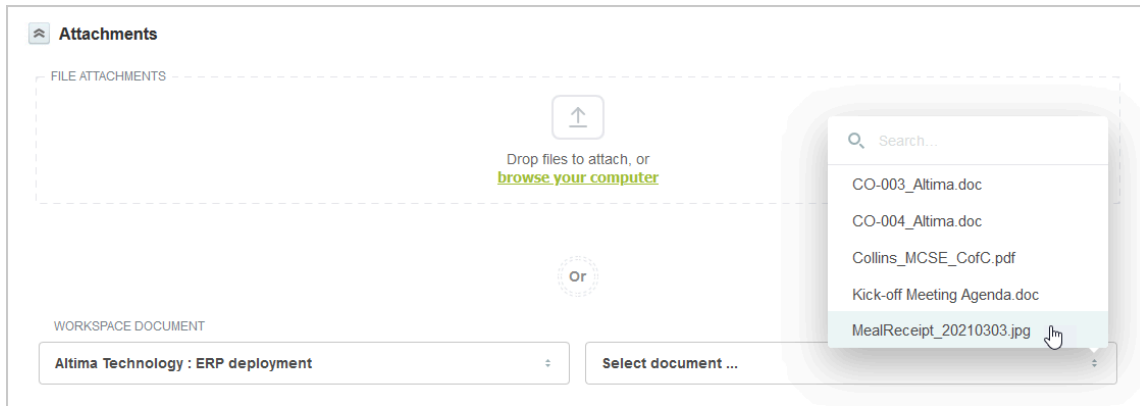 Attachments
FILE ATTACHMENTS
Drop files to attach, or
browse your computer
Or
WORKSPACE DOCUMENT
Altima Technology : ERP deployment
Select document ...
Search...
CO-003_Altima.doc
CO-004_Altima.doc
Collins_MCSE_CofC.pdf
Kick-off Meeting Agenda.doc
MealReceipt_20210303.jpg